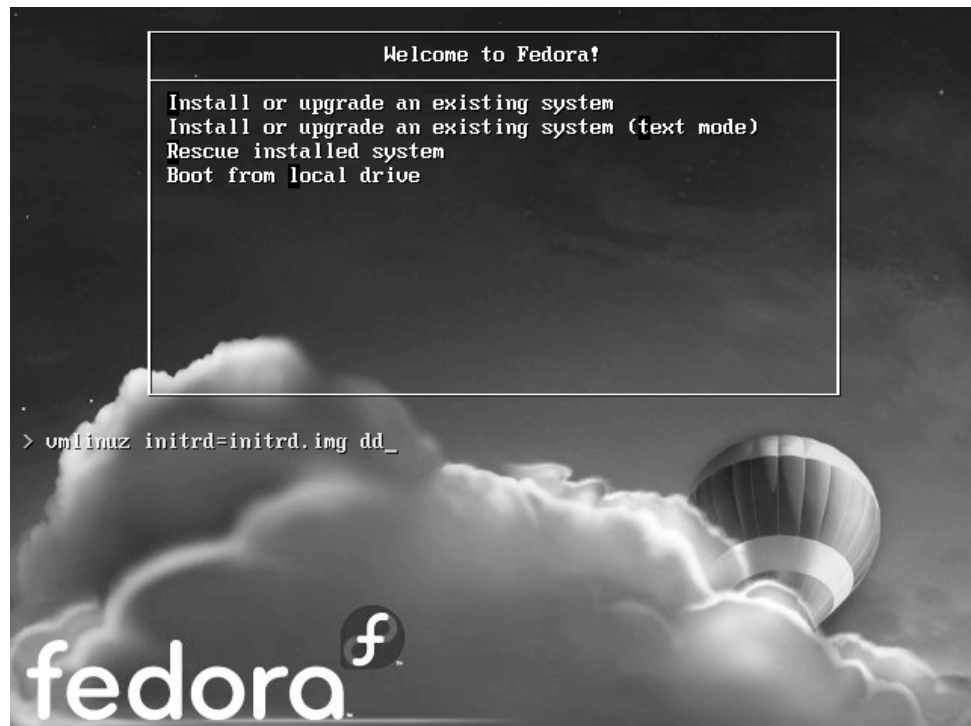 Welcome to Fedora!
Install or upgrade an existing system
Install or upgrade an existing system (text mode)
Rescue installed system
Boot from local drive
> vmlinuz initrd=initrd.img dd_
fedora f